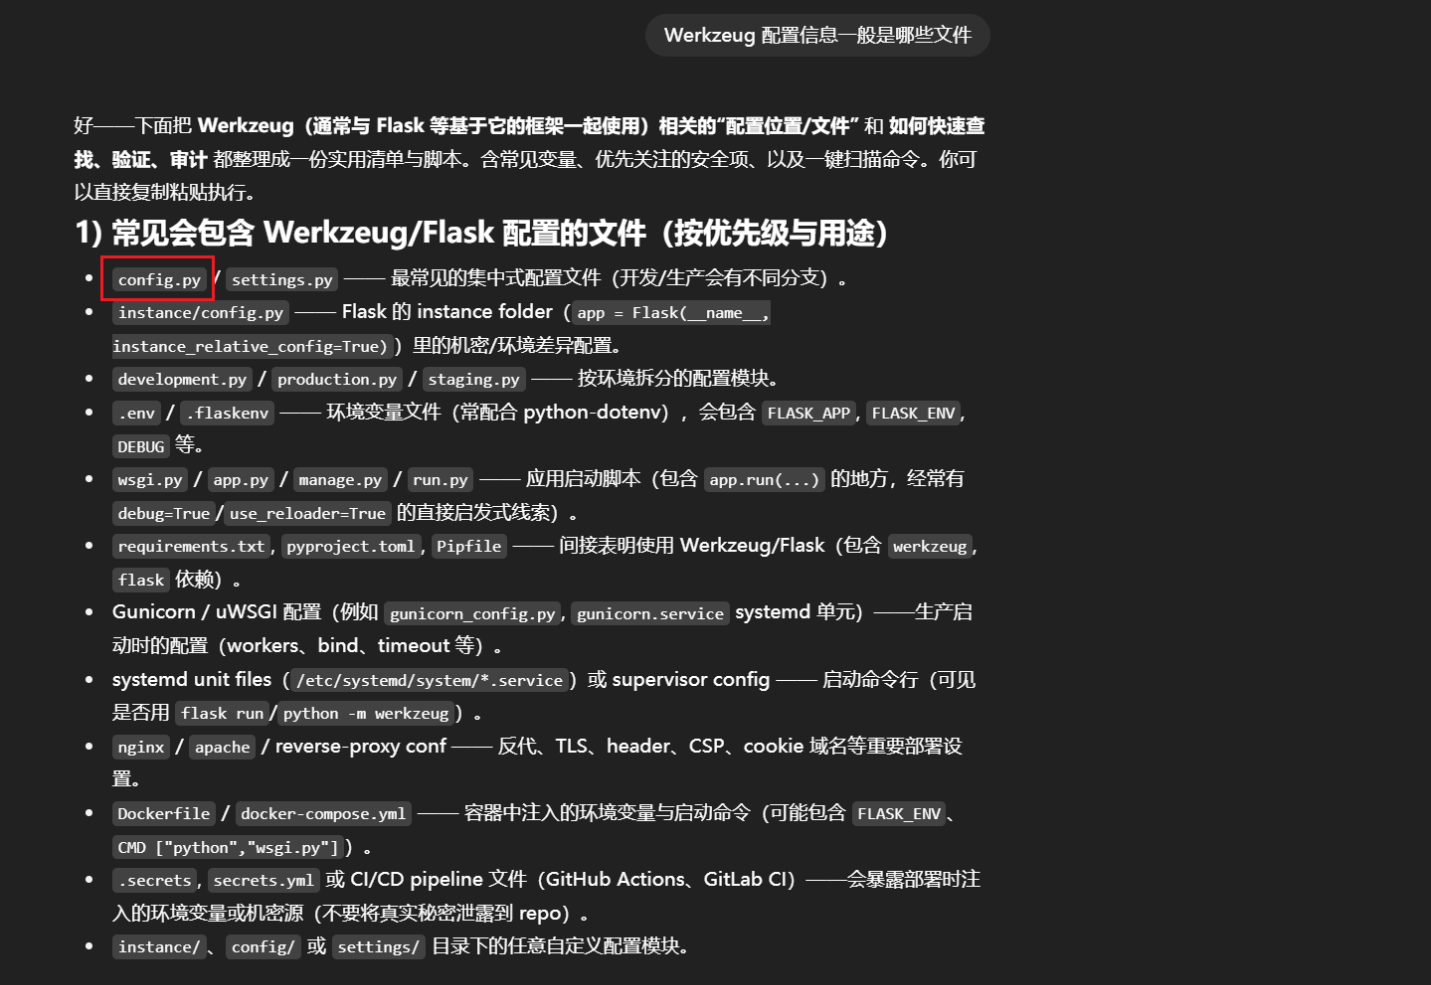 Werkzeug 配置信息一般是哪些文件
好——下面把 Werkzeug（通常与 Flask 等基于它的框架一起使用）相关的“配置位置/文件” 和 如何快速查
找、验证、审计 都整理成一份实用清单与脚本。含常见变量、优先关注的安全项、以及一键扫描命令。你可
以直接复制粘贴执行。
1) 常见会包含 Werkzeug/Flask 配置的文件（按优先级与用途）
• config.py / settings.py —— 最常见的集中式配置文件（开发/生产会有不同分支）。
• instance/config.py —— Flask 的 instance folder（app = Flask(__name__,
instance_relative_config=True)）里的机密/环境差异配置。
• development.py / production.py / staging.py —— 按环境拆分的配置模块。
• .env / .flaskenv —— 环境变量文件（常配合 python-dotenv），会包含 FLASK_APP, FLASK_ENV,
DEBUG 等。
• wsgi.py / app.py / manage.py / run.py —— 应用启动脚本（包含 app.run(...) 的地方，经常有
debug=True/use_reloader=True 的直接启发式线索）。
• requirements.txt, pyproject.toml, Pipfile —— 间接表明使用 Werkzeug/Flask（包含 werkzeug,
flask 依赖）。
• Gunicorn / uWSGI 配置（例如 gunicorn_config.py, gunicorn.service systemd 单元）——生产启
动时的配置（workers、bind、timeout 等）。
• systemd unit files（/etc/systemd/system/*.service）或 supervisor config —— 启动命令行（可见
是否用 flask run/python -m werkzeug）。
• nginx / apache / reverse-proxy conf —— 反代、TLS、header、CSP、cookie 域名等重要部署设
置。
• Dockerfile / docker-compose.yml —— 容器中注入的环境变量与启动命令（可能包含 FLASK_ENV、
CMD ["python","wsgi.py"]）。
• .secrets, secrets.yml 或 CI/CD pipeline 文件（GitHub Actions、GitLab CI）——会暴露部署时注
入的环境变量或机密源（不要将真实秘密泄露到 repo）。
• instance/、config/ 或 settings/ 目录下的任意自定义配置模块。